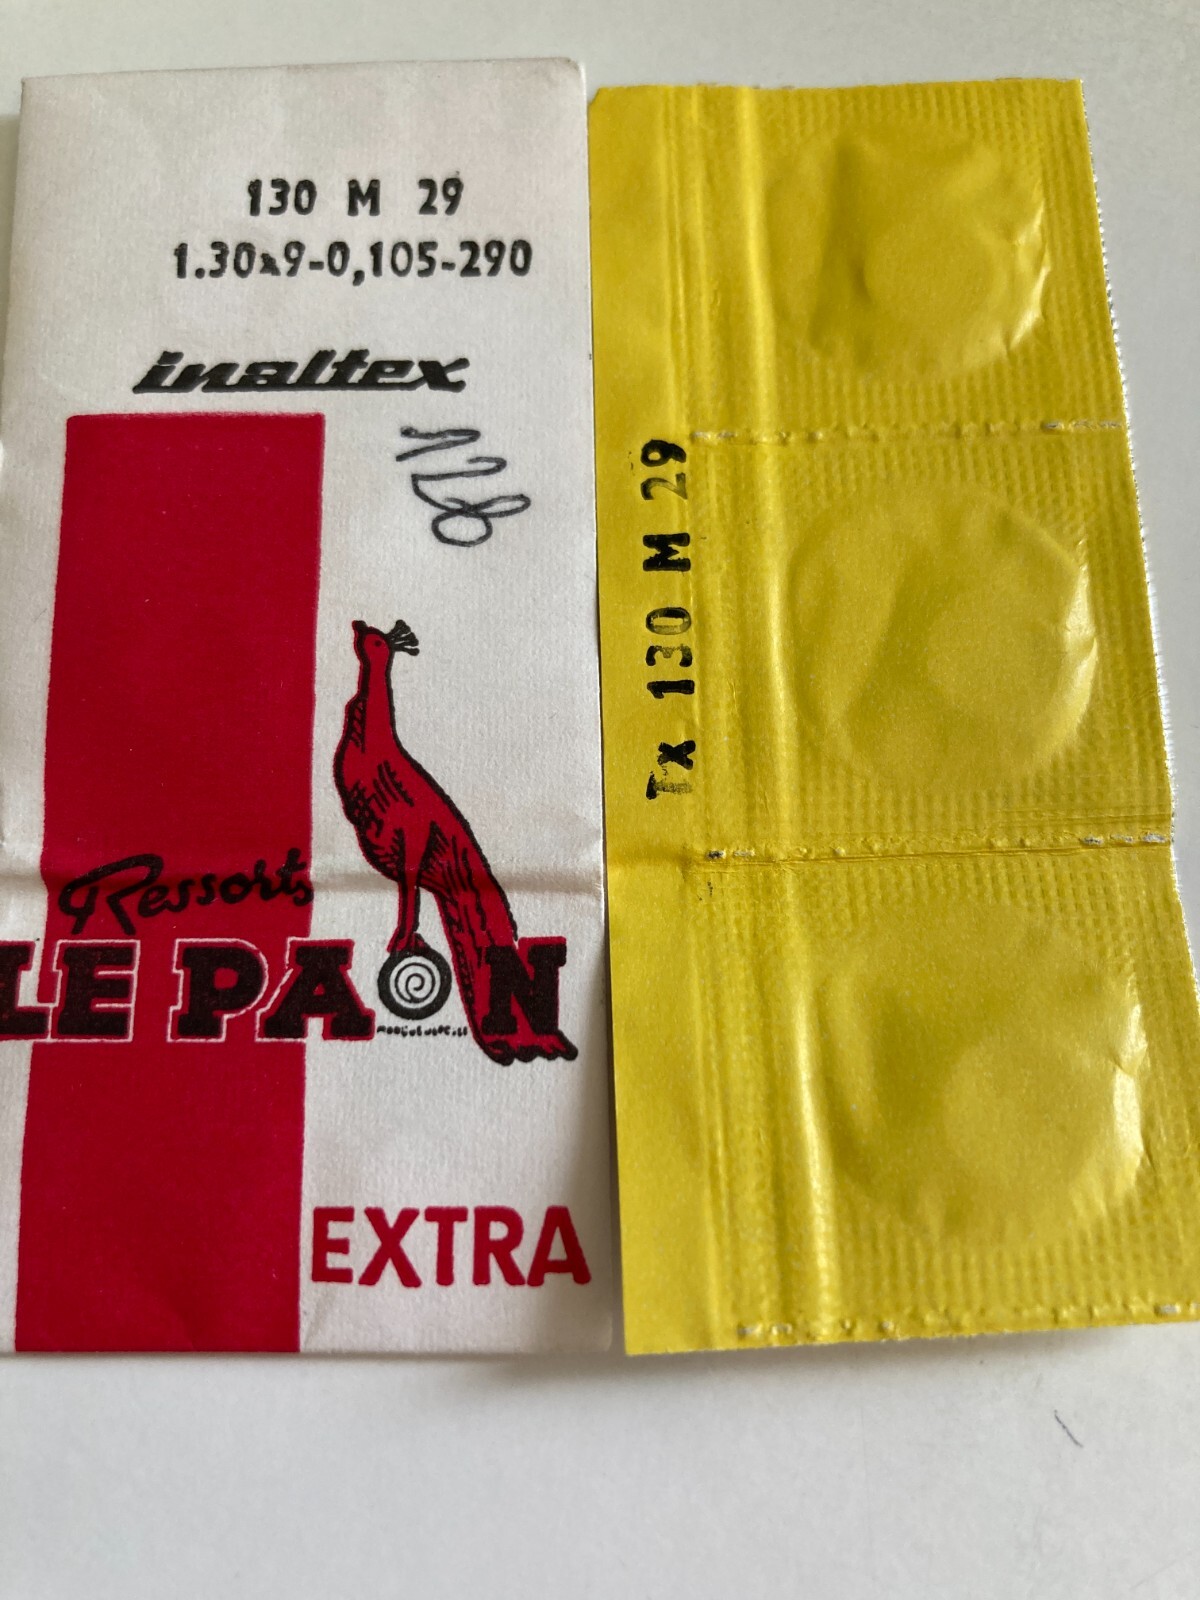 130 M 29
1.30x9-0,105-290
inaltex
Ressorts
LE PAON
EXTRA
Tx 130 M 29